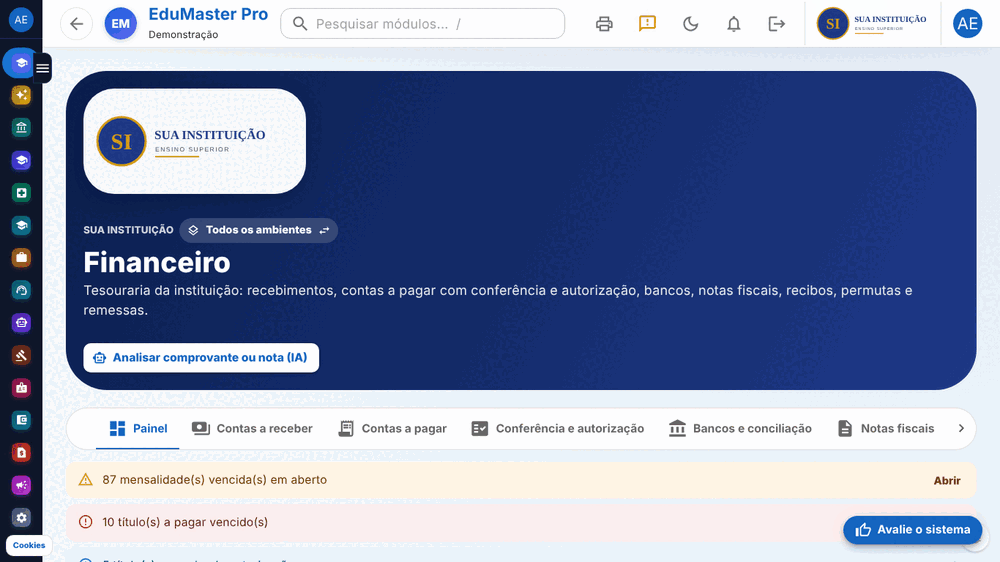 AE
EM
EduMaster Pro
Demonstração
Pesquisar módulos... /
SI
SUA INSTITUIÇÃO
ENSINO SUPERIOR
AE
SI
SUA INSTITUIÇÃO
ENSINO SUPERIOR
SUA INSTITUIÇÃO
Todos os ambientes
Financeiro
Tesouraria da instituição: recebimentos, contas a pagar com conferência e autorização, bancos, notas fiscais, recibos, permutas e
remessas.
Analisar comprovante ou nota (IA)
Painel
Contas a receber
Contas a pagar
Conferência e autorização
Bancos e conciliação
Notas fiscais
87 mensalidade(s) vencida(s) em aberto
Abrir
10 título(s) a pagar vencido(s)
Avalie o sistema
Cookies